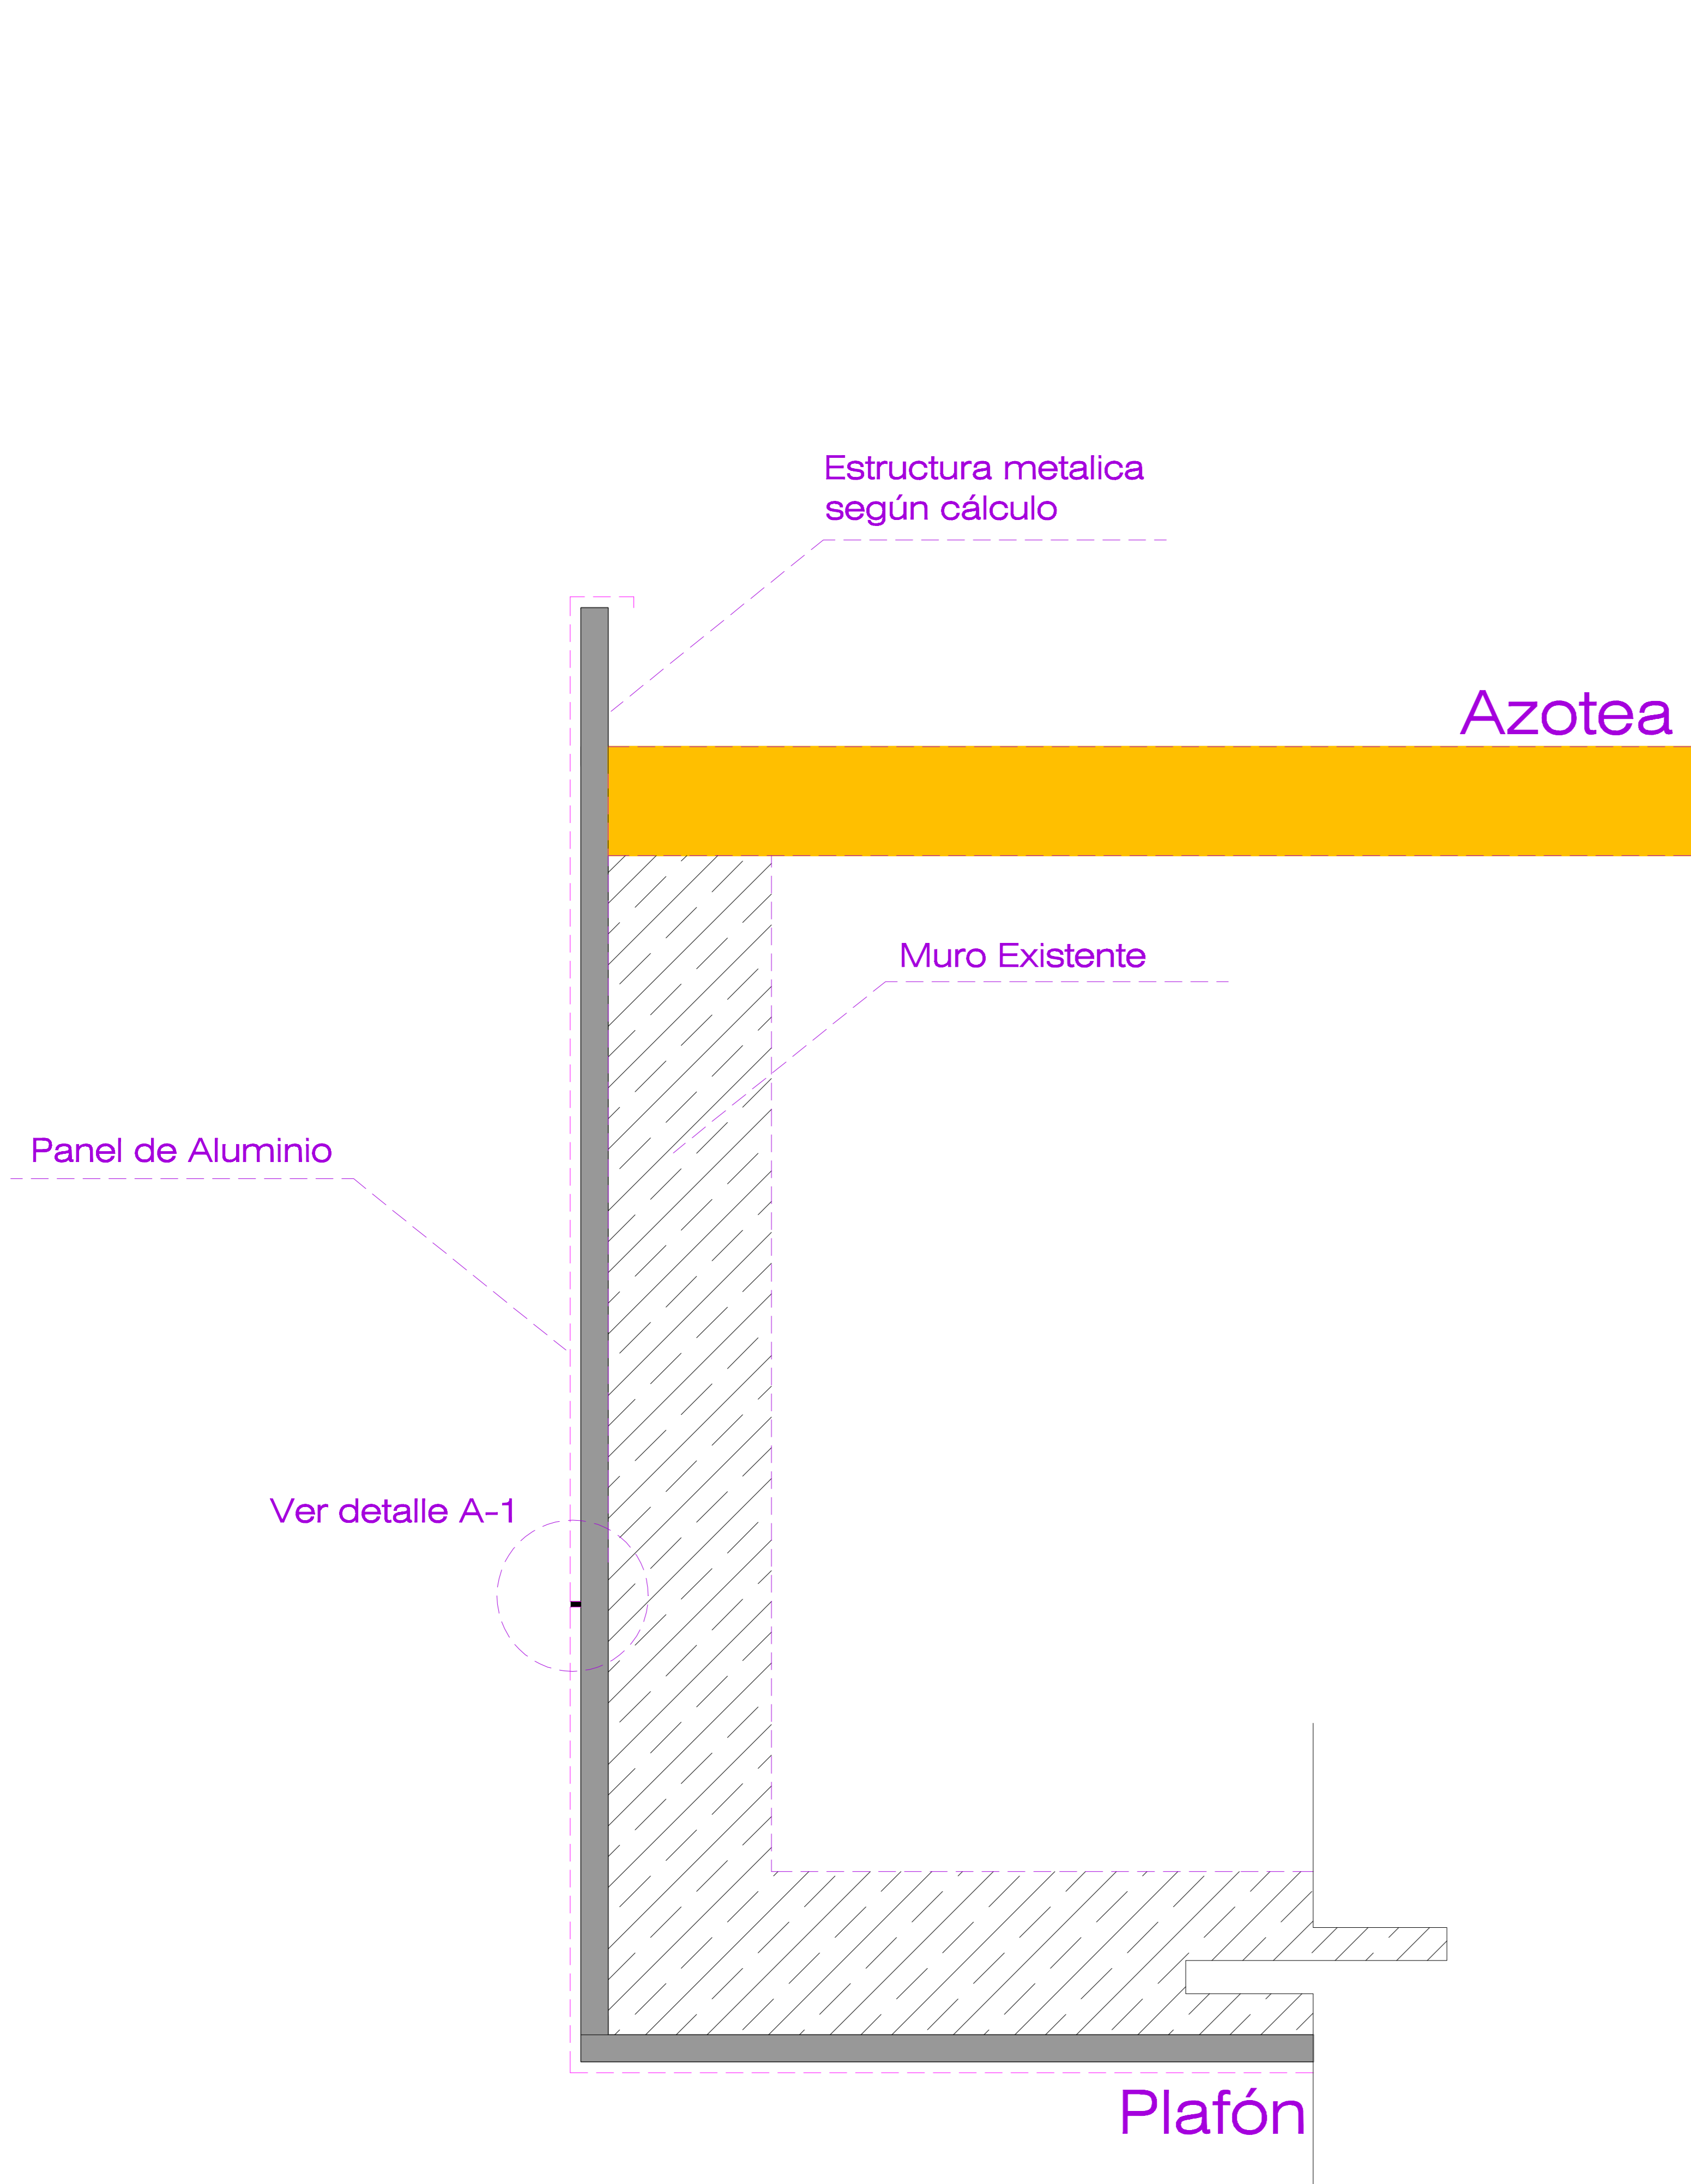 Estructura metalica
según cálculo
Azotea
Muro Existente
Panel de Aluminio
Ver detalle A-1
Plafón